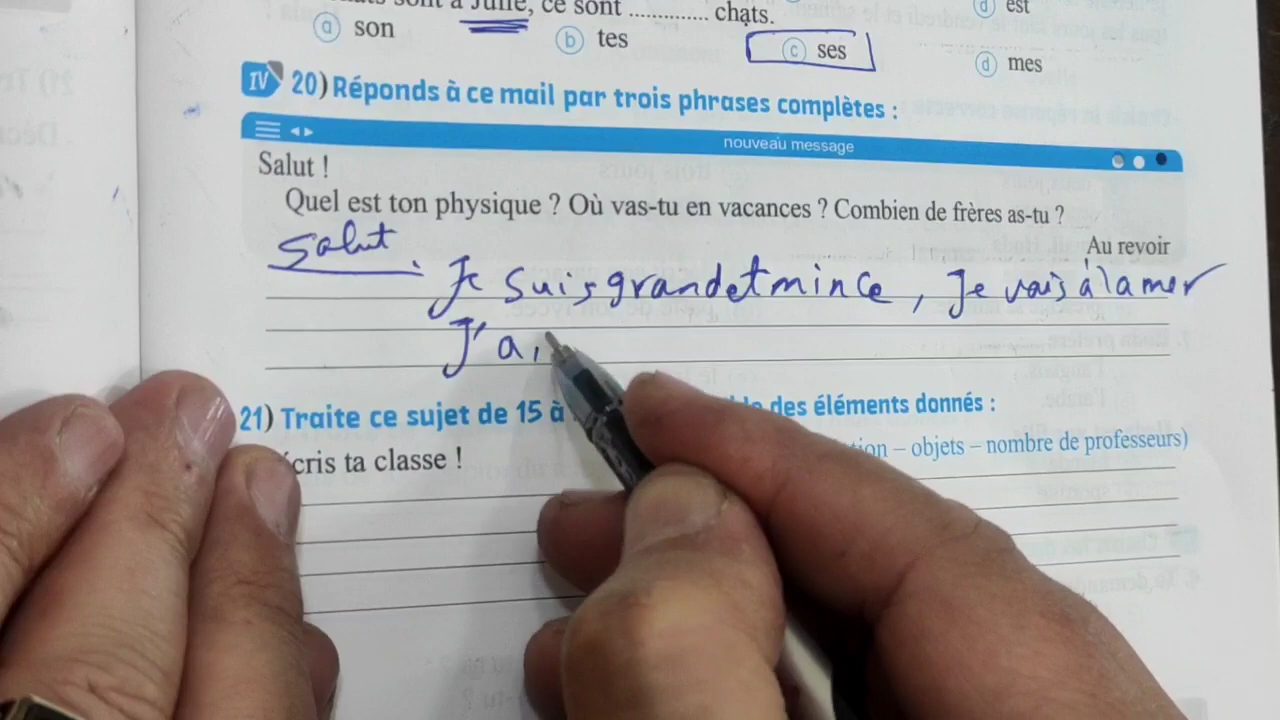 à Julie, ce sont ............. chats.
d est
a son
b tes
c ses
d mes
IV 20) Réponds à ce mail par trois phrases complètes :
nouveau message
Salut !
Quel est ton physique ? Où vas-tu en vacances ? Combien de frères as-tu ?
Au revoir
Salut.
Je suis grand et mince, Je vais à la mer
J'ai
21) Traite ce sujet de 15 à des éléments donnés :
cris ta classe ! – objets – nombre de professeurs)